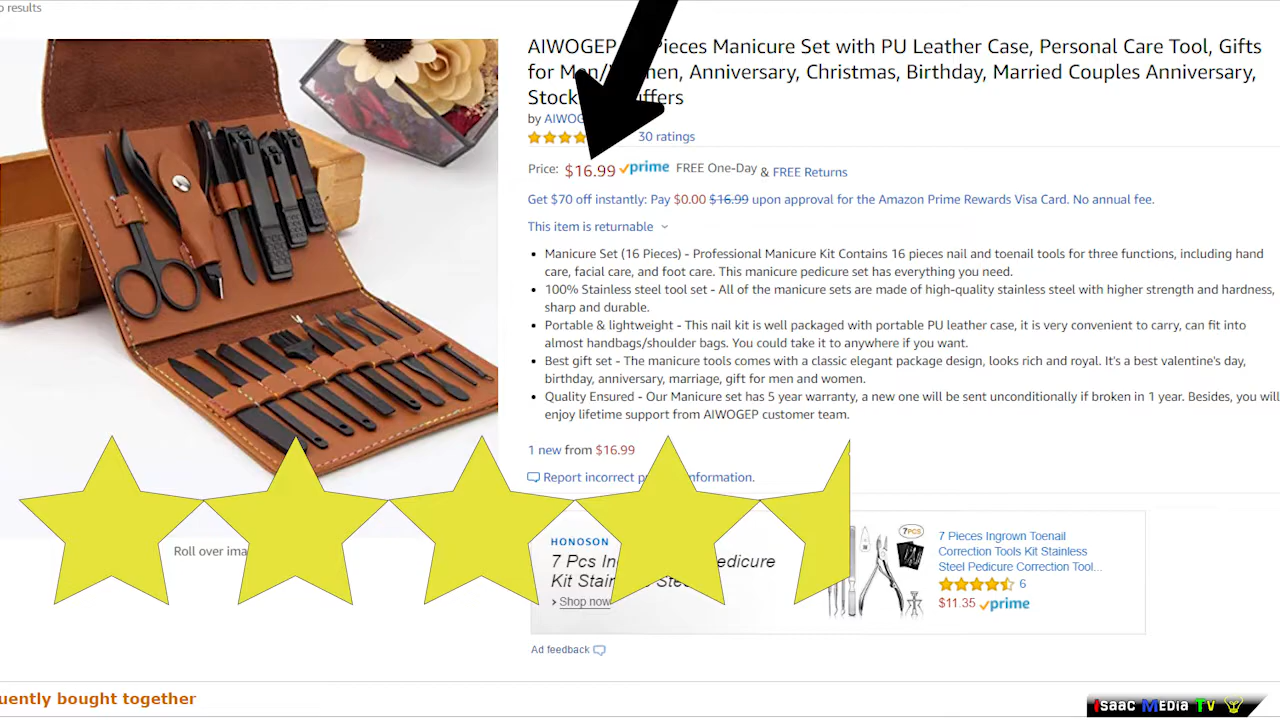 results
AIWOGEP Pieces Manicure Set with PU Leather Case, Personal Care Tool, Gifts
for Anniversary, Christmas, Birthday, Married Couples Anniversary,
by
30 ratings
Price: $16.99 prime FREE One-Day & FREE Returns
Get $70 off instantly: Pay $0.00 $16.99 upon approval for the Amazon Prime Rewards Visa Card. No annual fee.
This item is returnable
• Manicure Set (16 Pieces) - Professional Manicure Kit Contains 16 pieces nail and toenail tools for three functions, including hand
care, facial care, and foot care. This manicure pedicure set has everything you need.
• 100% Stainless steel tool set - All of the manicure sets are made of high-quality stainless steel with higher strength and hardness,
sharp and durable.
• Portable & lightweight - This nail kit is well packaged with portable PU leather case, it is very convenient to carry, can fit into
almost handbags/shoulder bags. You could take it to anywhere if you want.
• Best gift set - The manicure tools comes with a classic elegant package design, looks rich and royal. It's a best valentine's day,
birthday, anniversary, marriage, gift for men and women.
• Quality Ensured - Our Manicure set has 5 year warranty, a new one will be sent unconditionally if broken in 1 year. Besides, you will
enjoy lifetime support from AIWOGEP customer team.
1 new from $16.99
Report incorrect information.
Roll over
HONOSON
7 Pcs
Kit
Shop now
7PCS
7 Pieces Ingrown Toenail
Correction Tools Kit Stainless
Steel Pedicure Correction Tool...
6
$11.35 prime
Ad feedback
uently bought together
Isaac Media Tv